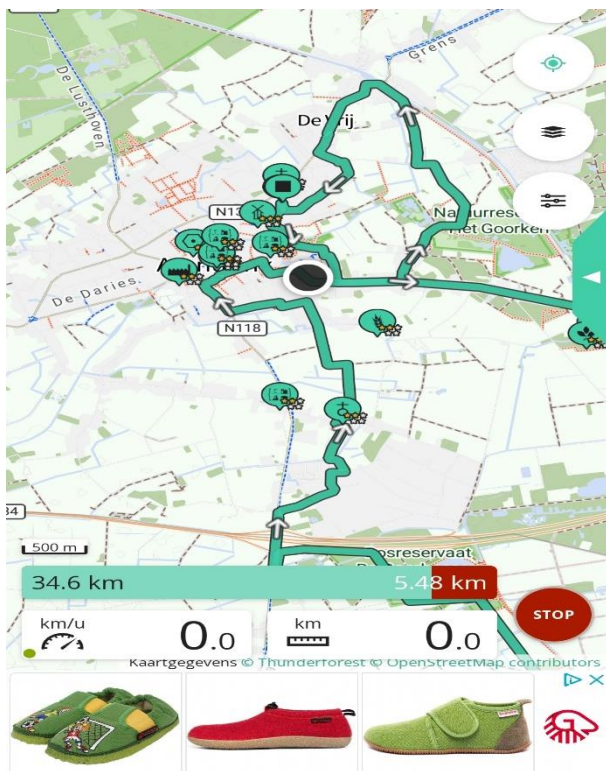 Grens
De Lusthoven
De Vrij
N13
Het Goorken
De Daries
N118
34
500 m
34.6 km
5.48 km
STOP
km/u
0.0
km
0.0
Kaartgegevens © Thunderforest © OpenStreetMap contributors